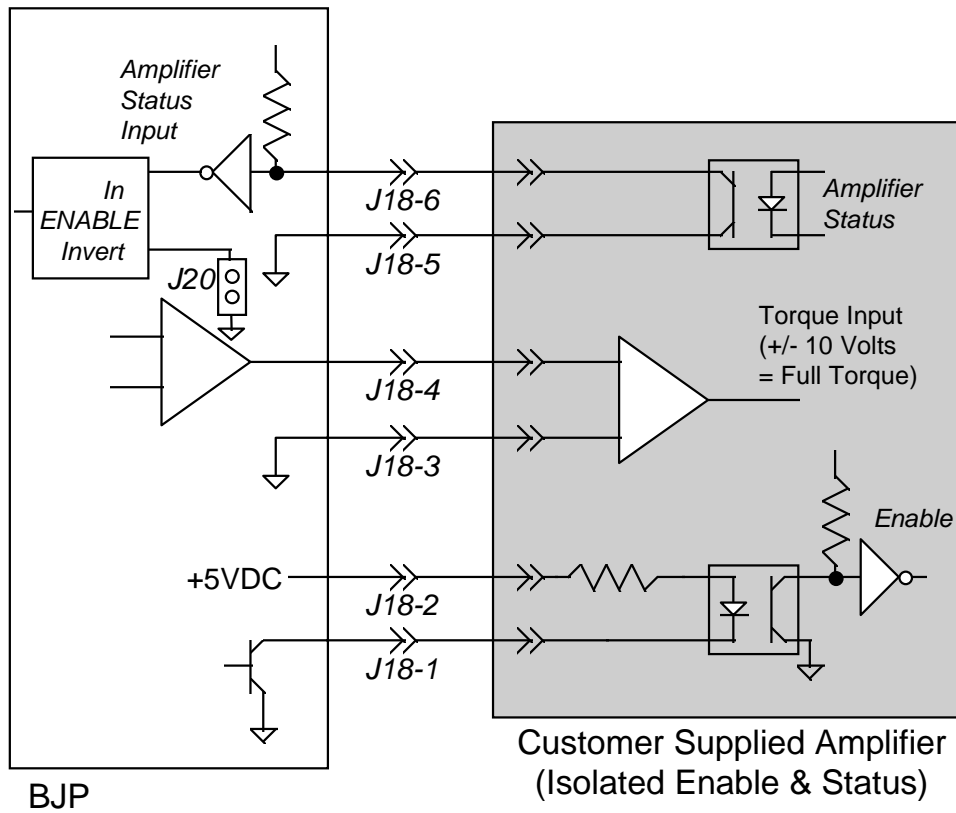 Amplifier
Status
Input
In
ENABLE
Invert
J20
J18-6
J18-5
J18-4
J18-3
+5VDC
J18-2
J18-1
BJP
Amplifier
Status
Torque Input
(+/- 10 Volts
= Full Torque)
Enable
Customer Supplied Amplifier
(Isolated Enable & Status)